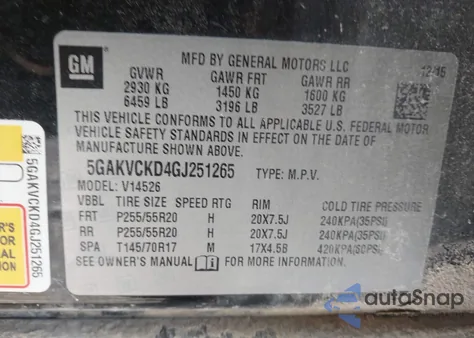 GM
MFD BY GENERAL MOTORS LLC
12/15
GVWR GAWR FRT GAWR RR
2930 KG 1450 KG 1600 KG
6459 LB 3196 LB 3527 LB
THIS VEHICLE CONFORMS TO ALL APPLICABLE U.S. FEDERAL MOTOR
VEHICLE SAFETY STANDARDS IN EFFECT ON THE DATE OF
MANUFACTURE SHOWN ABOVE.
5GAKVCKD4GJ251265 TYPE: M.P.V.
MODEL: V14526
VBBL TIRE SIZE SPEED RTG RIM COLD TIRE PRESSURE
FRT P255/55R20 H 20X7.5J 240KPA(35PSI)
RR P255/55R20 H 20X7.5J 240KPA(35PSI)
SPA T145/70R17 M 17X4.5B 420KPA(60PSI)
SEE OWNER'S MANUAL FOR MORE INFORMATION.
5GAKVCKD4GJ251265
autoSnap